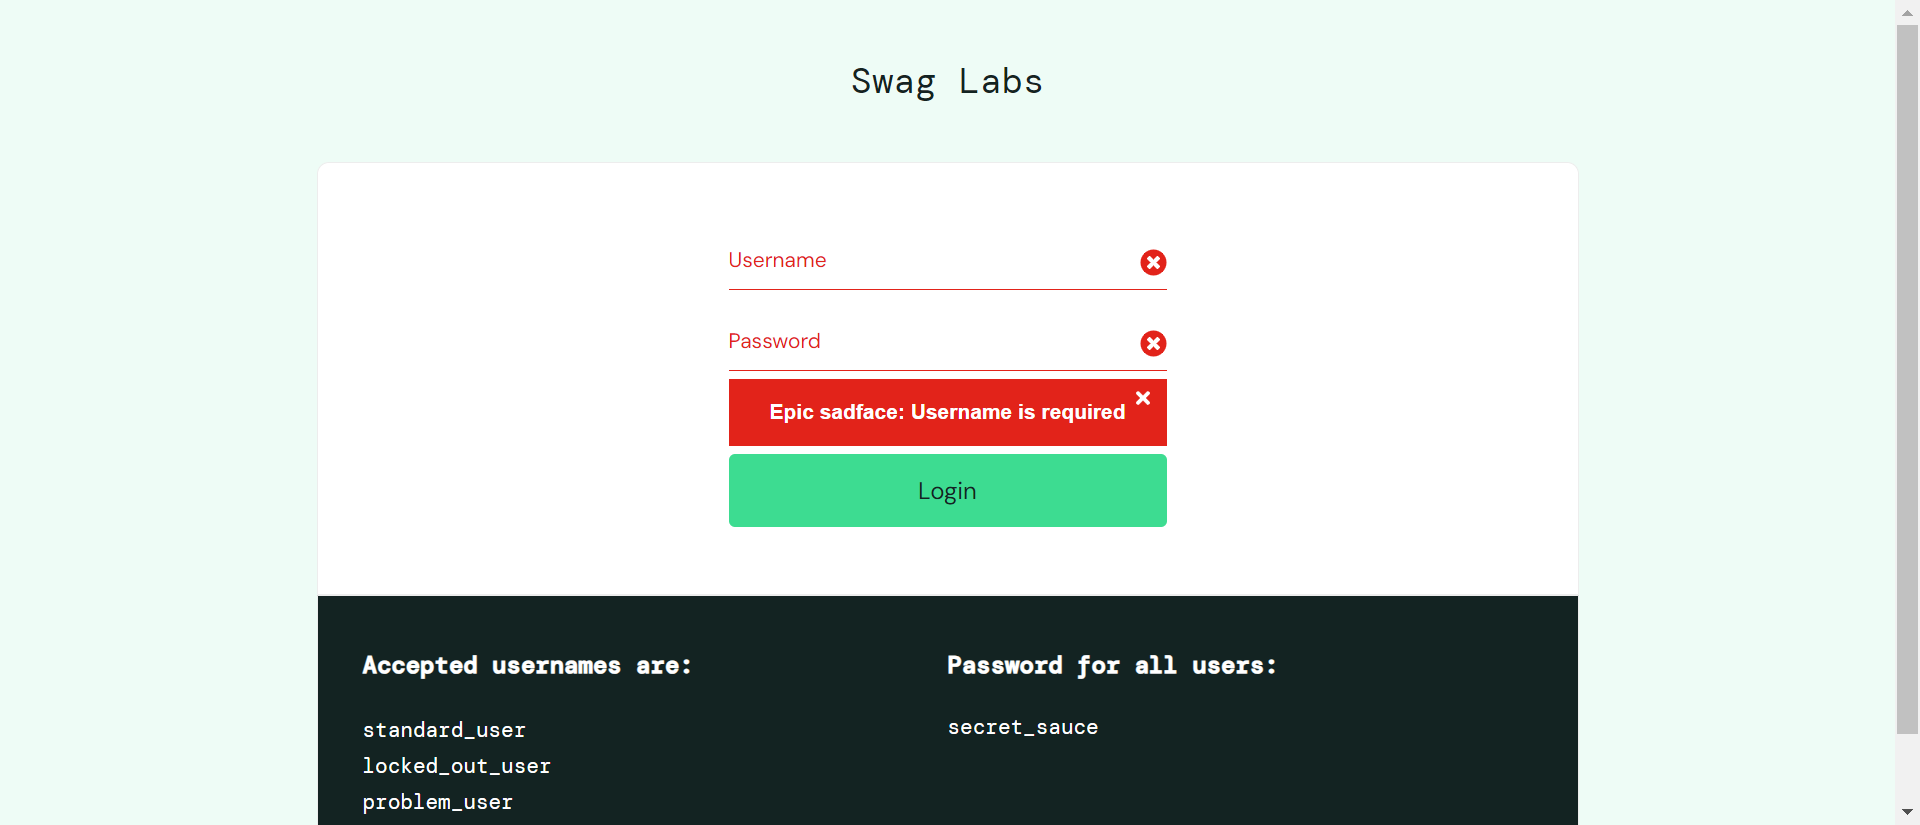 Swag Labs
Username
Password
Epic sadface: Username is required
Login
Accepted usernames are:
standard_user
locked_out_user
problem_user
Password for all users:
secret_sauce